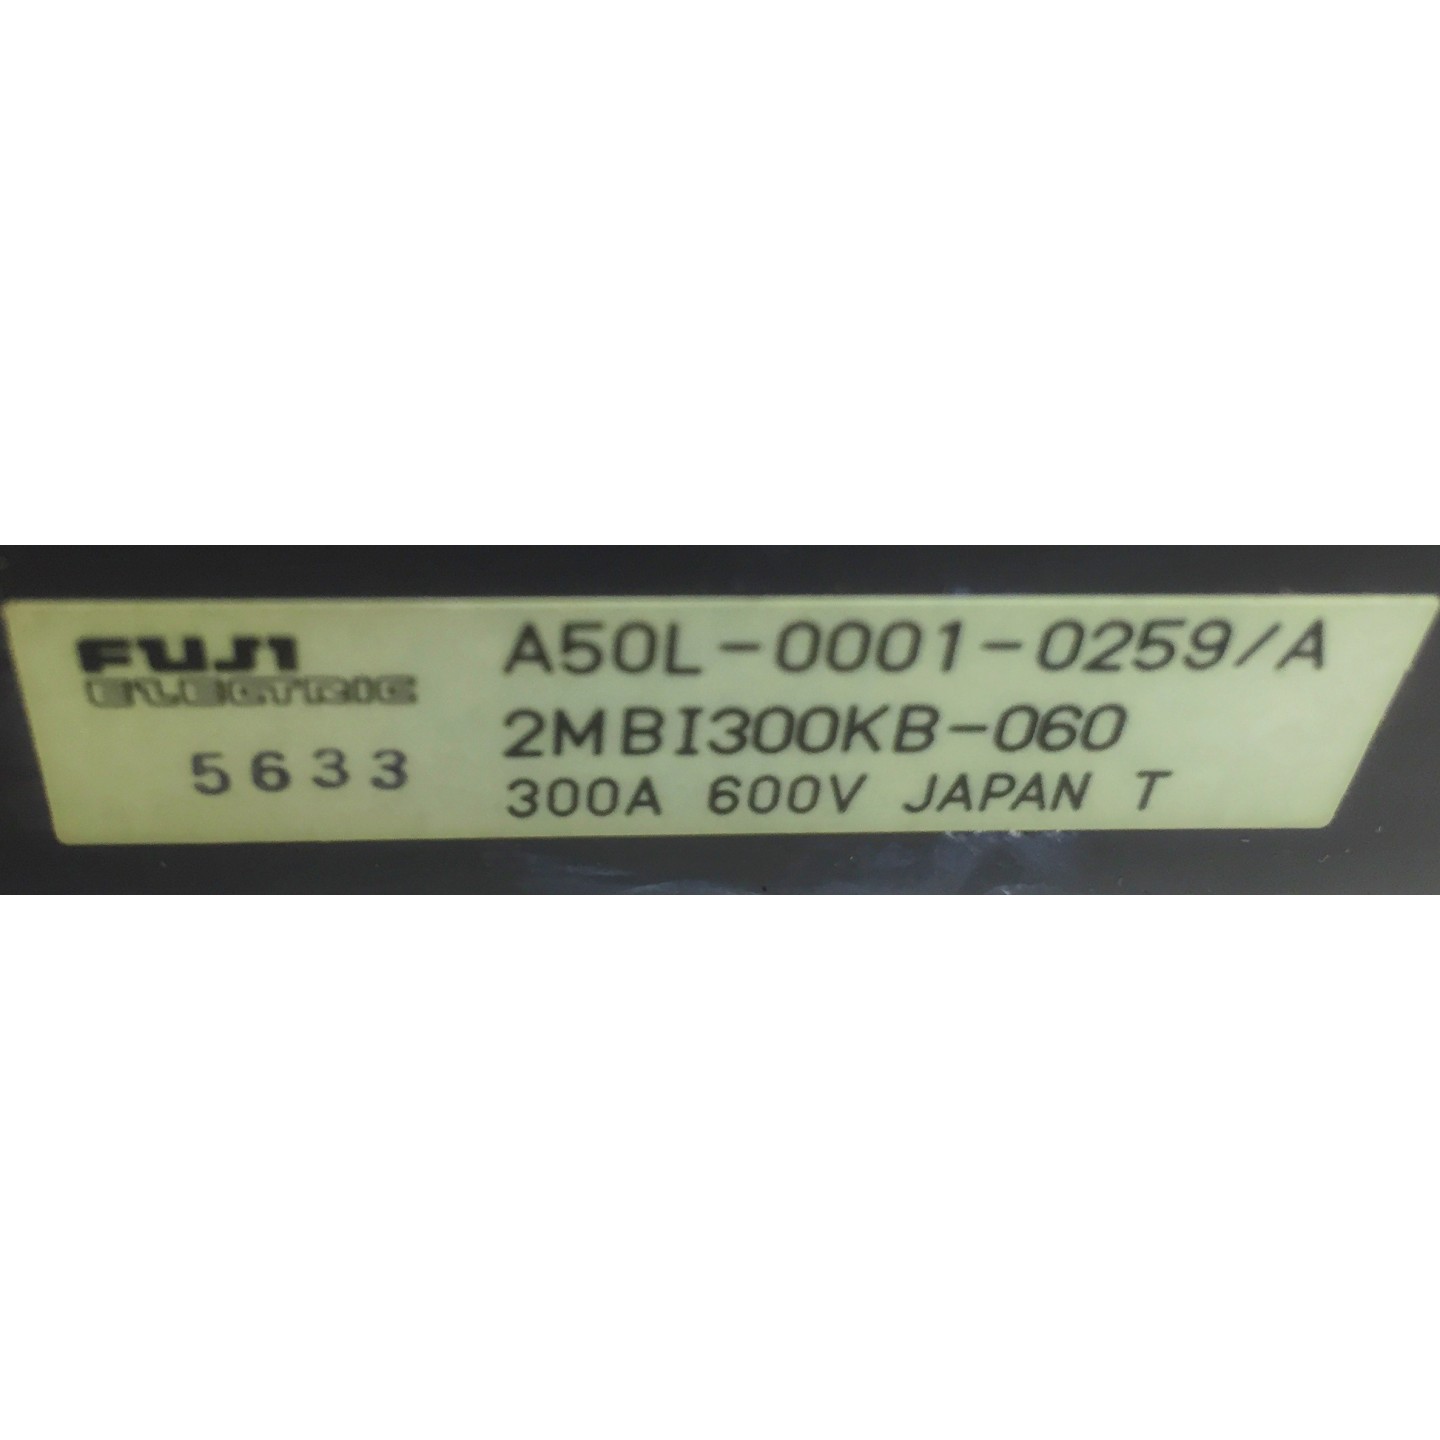 FUJI
ELECTRIC
5633
A50L-0001-0259/A
2MBI300KB-060
300A 600V JAPAN T